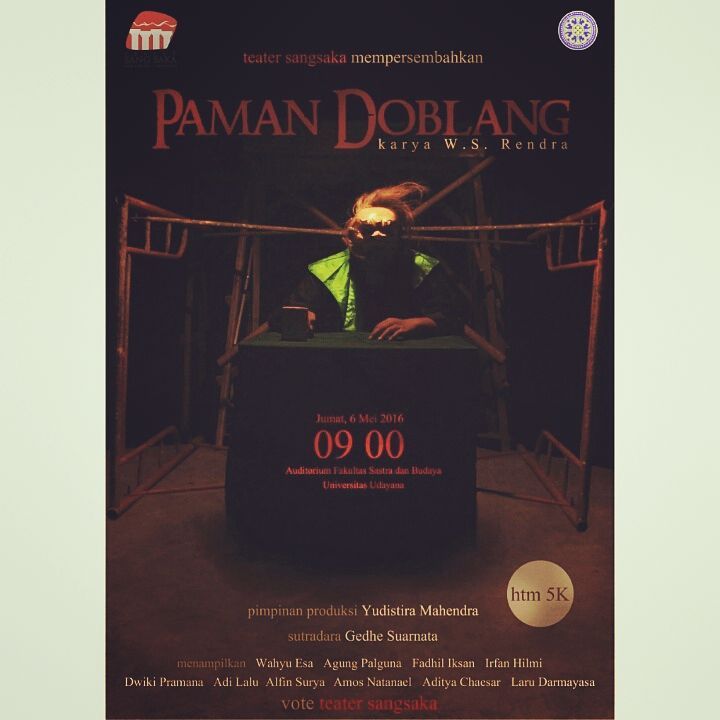 SANG SAKA
teater sangsaka mempersembahkan
PAMAN DOBLANG
karya W.S. Rendra
Jumat, 6 Mei 2016
09 00
Auditorium Fakultas Sastra dan Budaya
Universitas Udayana
htm 5K
pimpinan produksi Yudistira Mahendra
sutradara Gedhe Suarnata
menampilkan Wahyu Esa Agung Palguna Fadhil Iksan Irfan Hilmi
Dwiki Pramana Adi Lalu Alfin Surya Amos Natanael Aditya Chaesar Laru Darmayasa
vote teater sangsaka